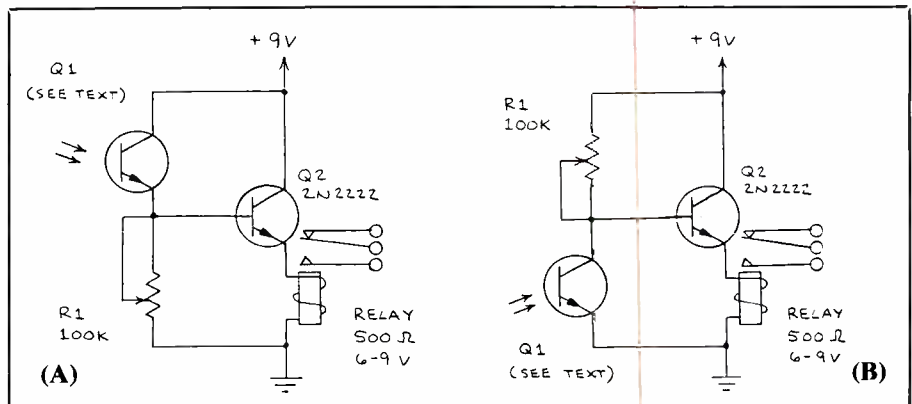 +9V
Q1
(SEE TEXT)
Q2
2N2222
R1
100K
RELAY
500 Ω
6-9 V
(A)
+9V
R1
100K
Q2
2N2222
Q1
(SEE TEXT)
RELAY
500 Ω
6-9 V
(B)